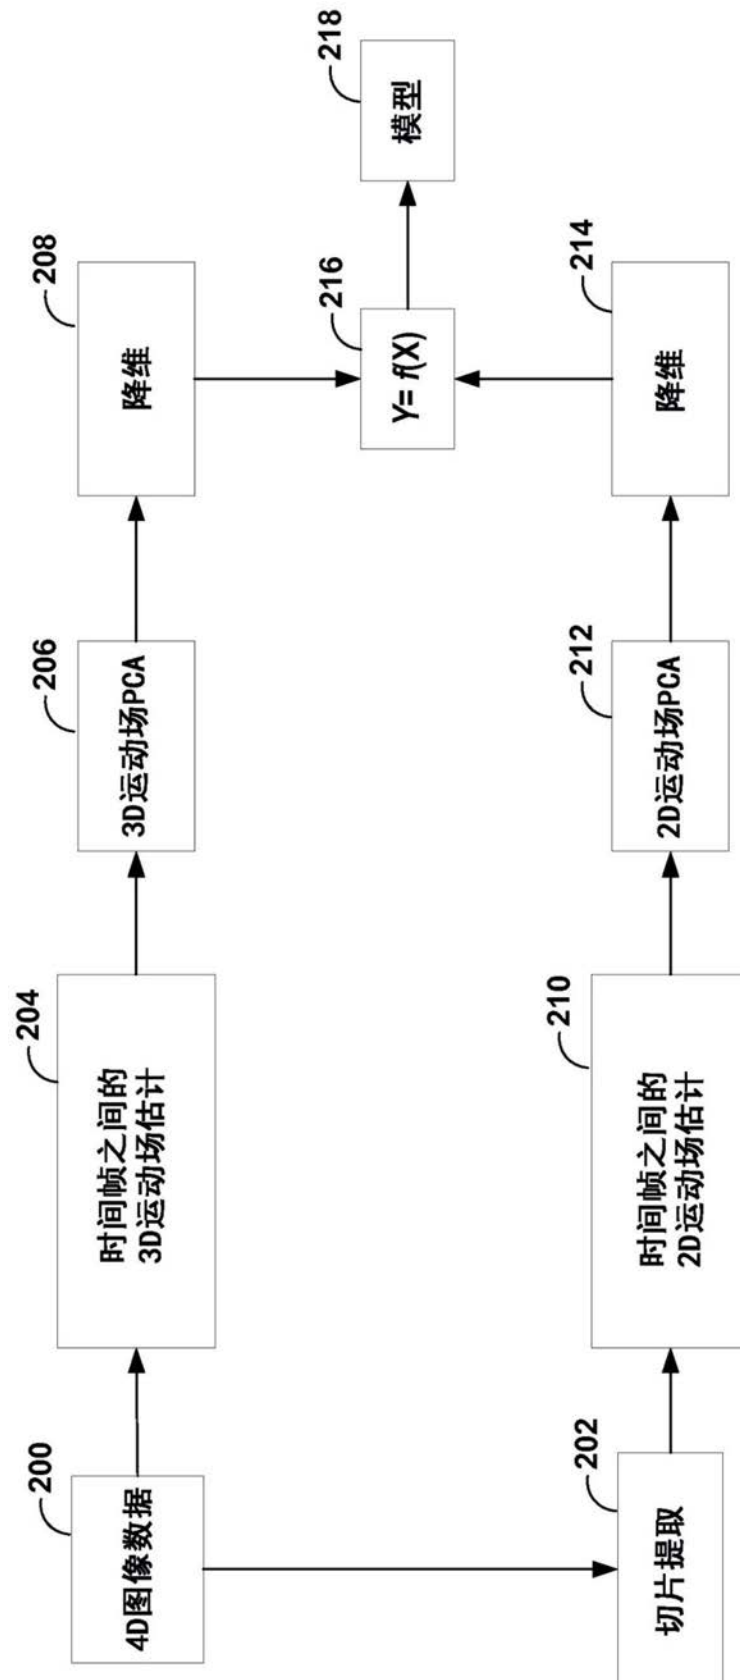 200
4D图像数据
204
时间帧之间的
3D运动场估计
206
3D运动场PCA
208
降维
216
Y= f(X)
218
模型
202
切片提取
210
时间帧之间的
2D运动场估计
212
2D运动场PCA
214
降维